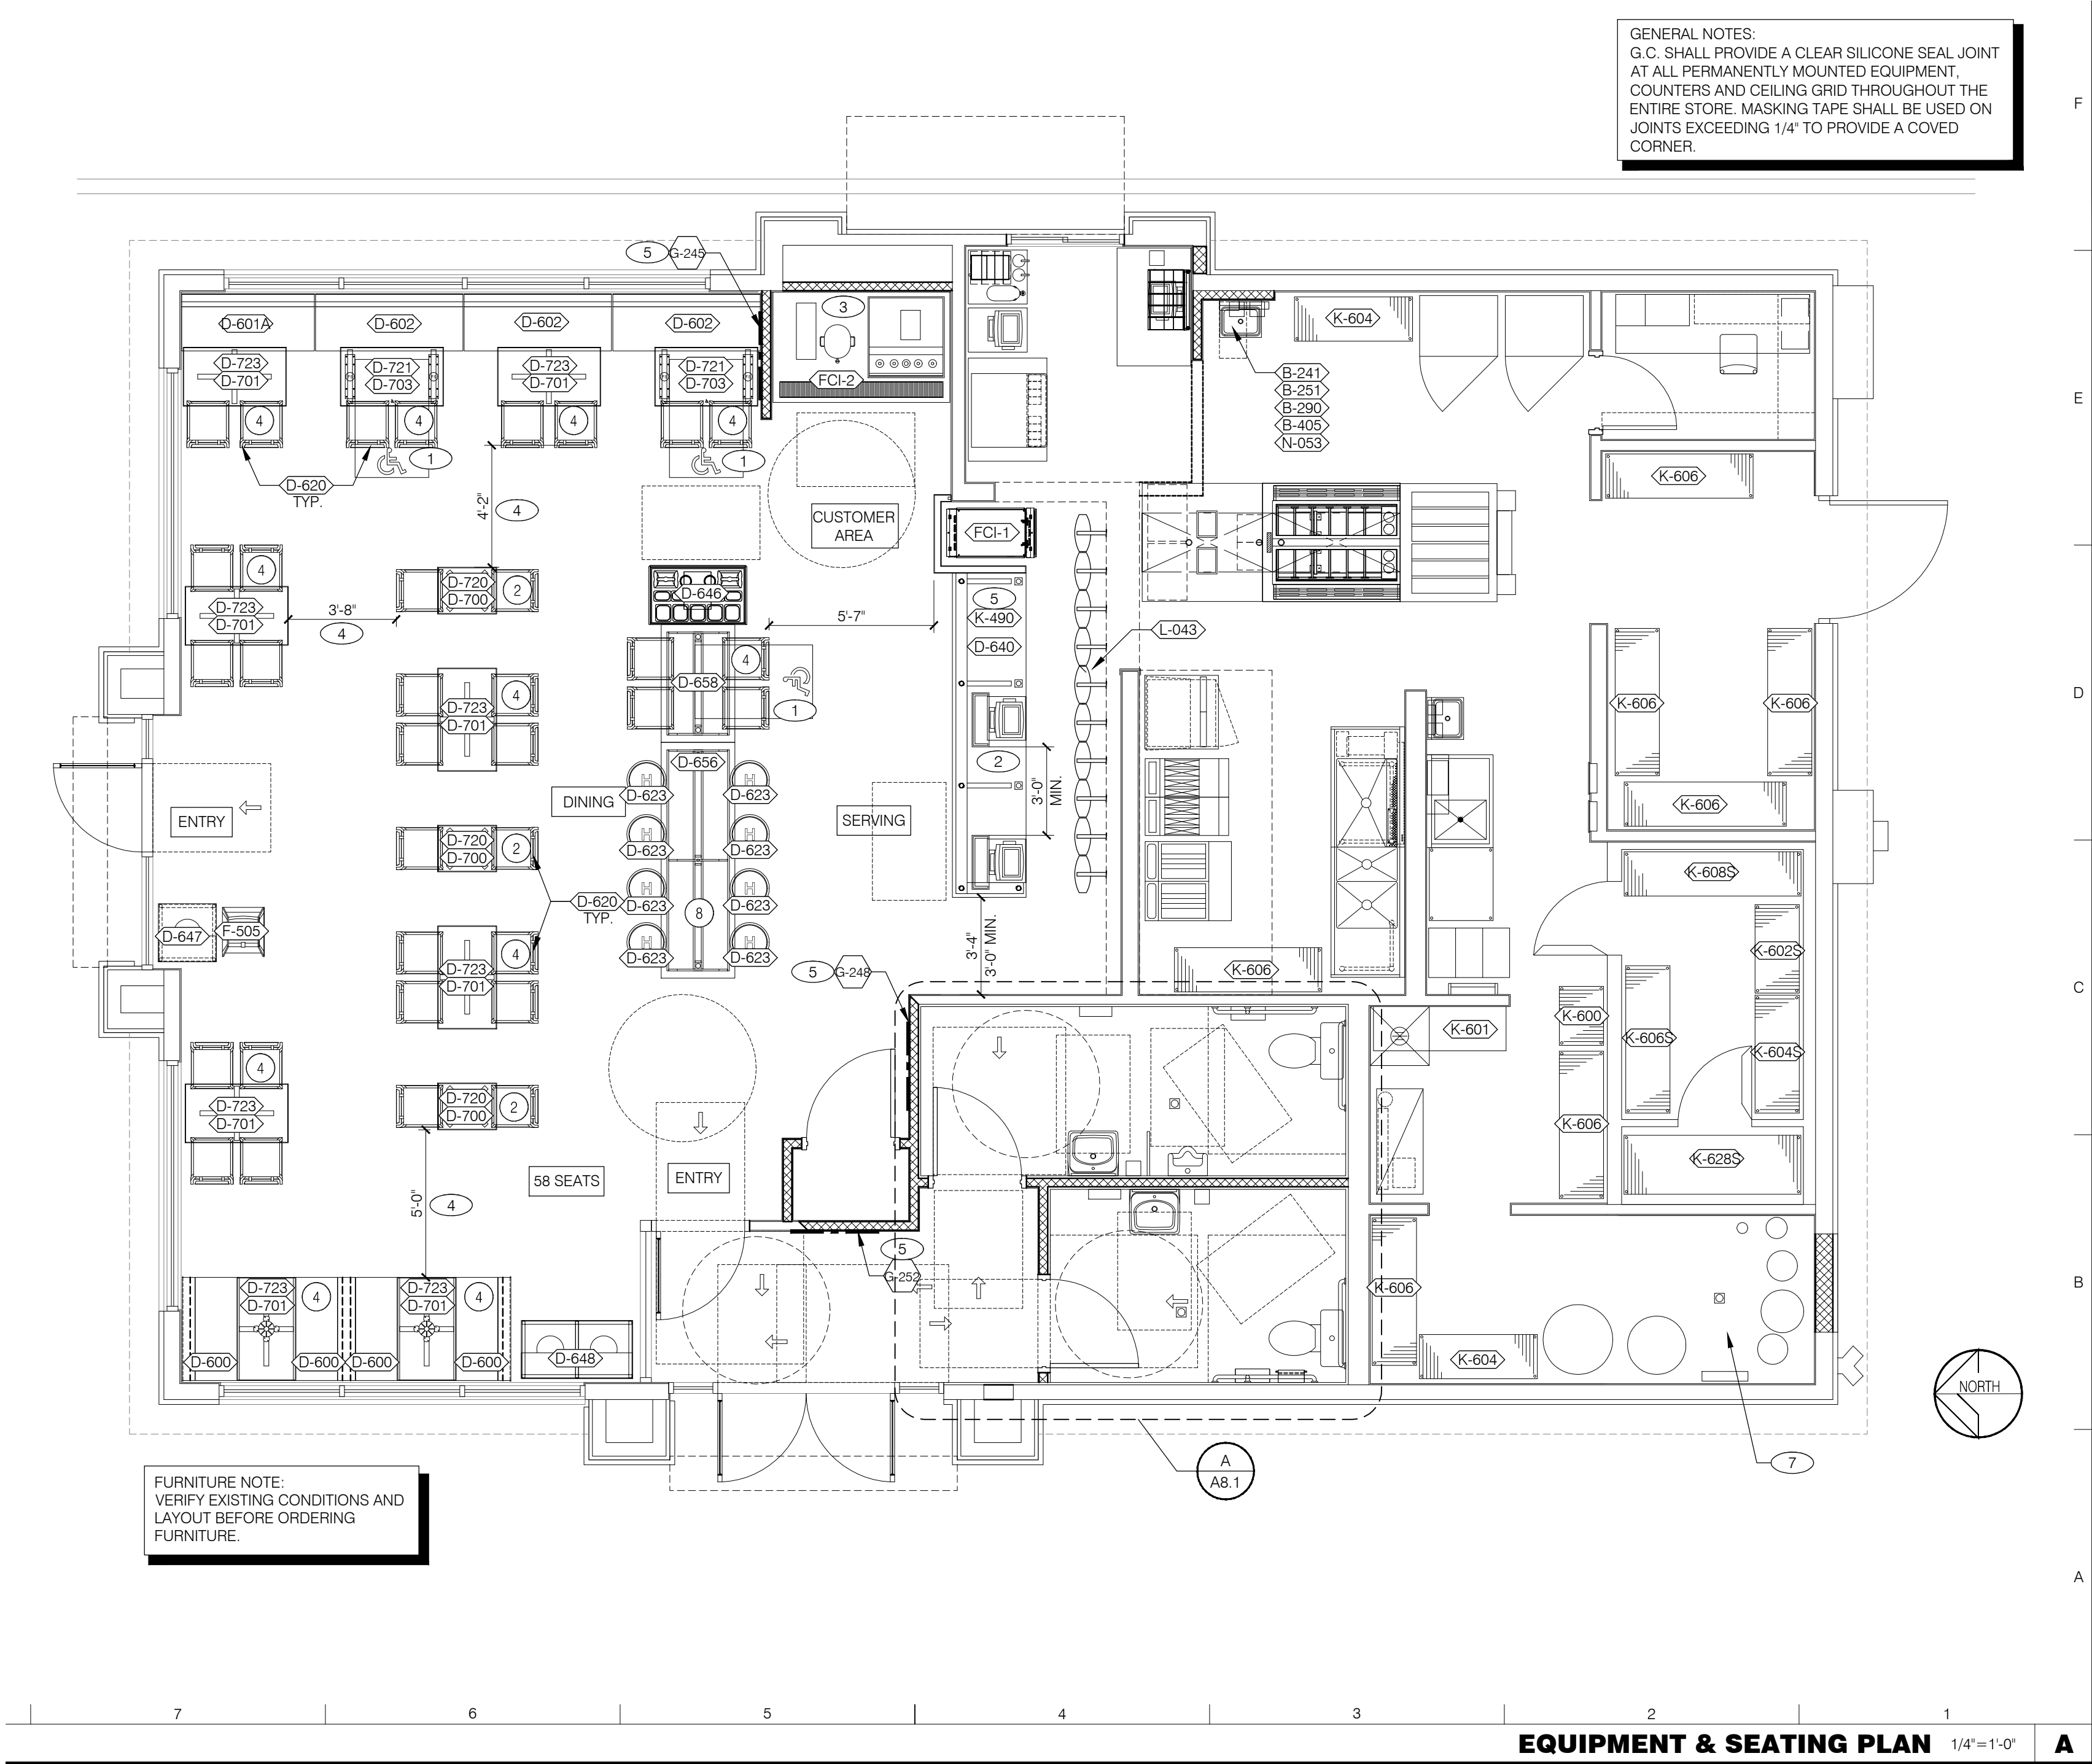 GENERAL NOTES:
G.C. SHALL PROVIDE A CLEAR SILICONE SEAL JOINT
AT ALL PERMANENTLY MOUNTED EQUIPMENT,
COUNTERS AND CEILING GRID THROUGHOUT THE
ENTIRE STORE. MASKING TAPE SHALL BE USED ON
JOINTS EXCEEDING 1/4" TO PROVIDE A COVED
CORNER.
F
5 G-245
3
D-601A D-602 D-602 D-602
K-604
D-723 D-721 D-723 D-721
D-701 D-703 D-701 D-703
FCI-2
B-241
B-251
B-290
B-405
N-053
E
4 4 4 4
1 1
D-620
TYP.
4'-2" 4
K-606
CUSTOMER
AREA
FCI-1
4
D-720
D-700
2
D-646
D-723
D-701
3'-8"
4
5'-7"
5
K-490
D-640
L-043
4
D-658
1
D-723
D-701
4
K-606 K-606
D
D-656
2
3'-0"
MIN.
D-623 D-623
DINING
ENTRY
SERVING
K-606
D-720
D-700
2
D-623 D-623
K-608S
D-620
TYP.
D-623 D-623
8
D-647 F-505
D-723
D-701
4
D-623 D-623
3'-4"
3'-0" MIN.
K-602S
5 G-248
K-606
C
K-600
K-601
K-606S
K-604S
4
D-723
D-701
D-720
D-700
2
K-606
K-628S
58 SEATS
ENTRY
5'-0" 4
5
G-252
D-723 4 D-723 4
D-701 D-701
K-606
B
D-600 D-600 D-600 D-600
D-648
K-604
NORTH
A
A8.1
7
FURNITURE NOTE:
VERIFY EXISTING CONDITIONS AND
LAYOUT BEFORE ORDERING
FURNITURE.
A
H H
H H
H H
H H
7 6 5 4 3 2 1
EQUIPMENT & SEATING PLAN 1/4"=1'-0" A